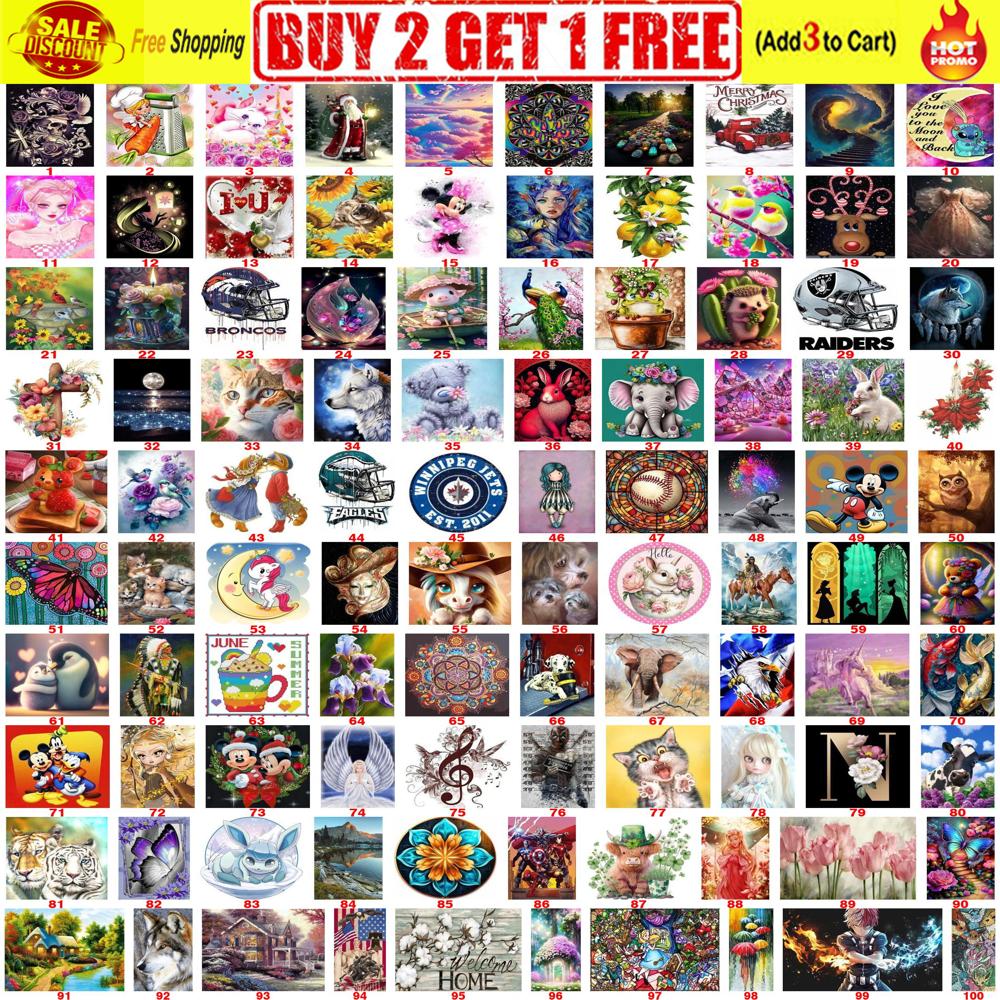 SALE
DISCOUNT
Free Shopping
BUY 2 GET 1 FREE
(Add 3 to Cart)
HOT
PROMO
MERRY
CHRISTMAS
I
Love
you
to the
Moon
and
Back
1 2 3 4 5 6 7 8 9 10
I U
11 12 13 14 15 16 17 18 19 20
BRONCOS
RAIDERS
21 22 23 24 25 26 27 28 29 30
31 32 33 34 35 36 37 38 39 40
EAGLES
WINNIPEG JETS
EST. 2011
41 42 43 44 45 46 47 48 49 50
Hello
51 52 53 54 55 56 57 58 59 60
JUNE
SUMMER
61 62 63 64 65 66 67 68 69 70
N
71 72 73 74 75 76 77 78 79 80
81 82 83 84 85 86 87 88 89 90
Welcome
HOME
91 92 93 94 95 96 97 98 99 100